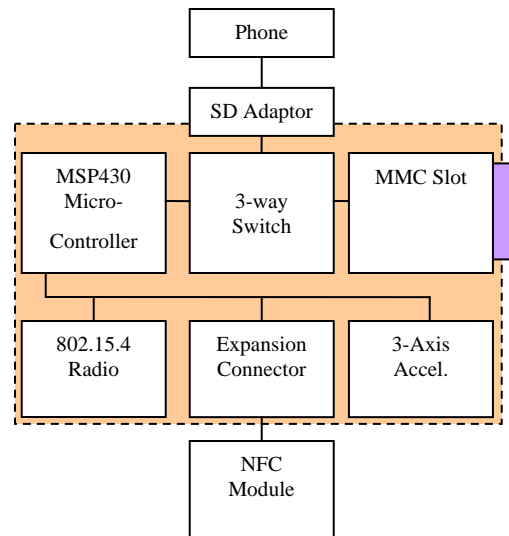 Phone
SD Adaptor
MSP430
Micro-
Controller
3-way
Switch
MMC Slot
802.15.4
Radio
Expansion
Connector
3-Axis
Accel.
NFC
Module